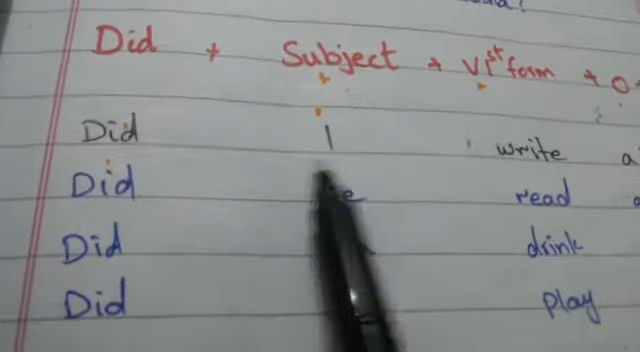 Did + Subject + V1st form + O
Did I write a
Did read
Did drink
Did play